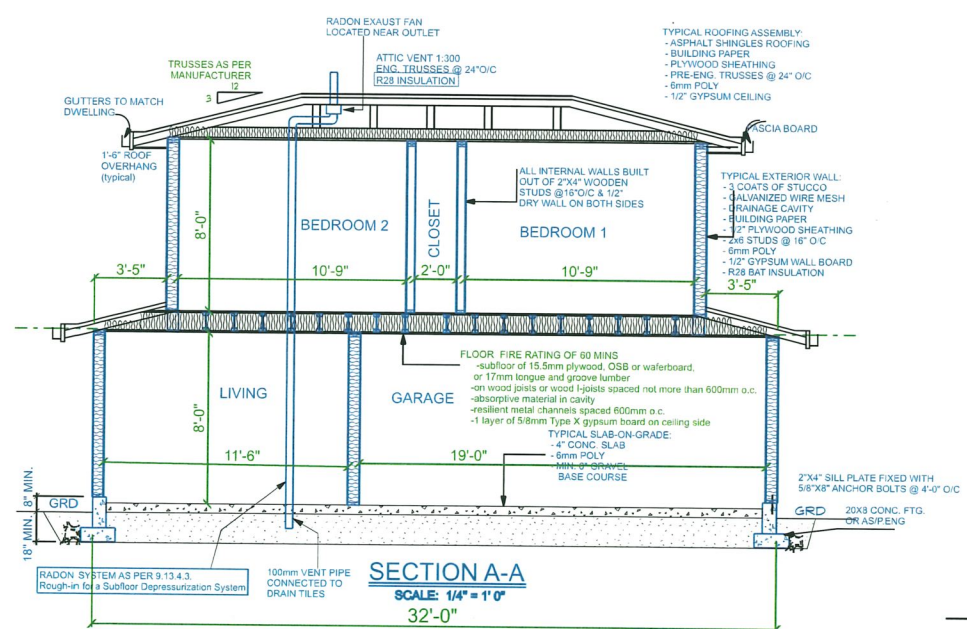 RADON EXAUST FAN
LOCATED NEAR OUTLET
ATTIC VENT 1:300
ENG. TRUSSES @ 24"O/C
R28 INSULATION
TRUSSES AS PER
MANUFACTURER
12
3
GUTTERS TO MATCH
DWELLING
1'-6" ROOF
OVERHANG
(typical)
TYPICAL ROOFING ASSEMBLY:
- ASPHALT SHINGLES ROOFING
- BUILDING PAPER
- PLYWOOD SHEATHING
- PRE-ENG. TRUSSES @ 24" O/C
- 6mm POLY
- 1/2" GYPSUM CEILING
FASCIA BOARD
ALL INTERNAL WALLS BUILT
OUT OF 2"X4" WOODEN
STUDS @16"O/C & 1/2"
DRY WALL ON BOTH SIDES
TYPICAL EXTERIOR WALL:
- 3 COATS OF STUCCO
- GALVANIZED WIRE MESH
- DRAINAGE CAVITY
- BUILDING PAPER
- 1/2" PLYWOOD SHEATHING
- 2x6 STUDS @ 16" O/C
- 6mm POLY
- 1/2" GYPSUM WALL BOARD
- R28 BAT INSULATION
8'-0"
BEDROOM 2
CLOSET
BEDROOM 1
3'-5"
10'-9"
2'-0"
10'-9"
3'-5"
FLOOR FIRE RATING OF 60 MINS
-subfloor of 15.5mm plywood, OSB or waferboard,
or 17mm tongue and groove lumber
-on wood joists or wood I-joists spaced not more than 600mm o.c.
-absorptive material in cavity
-resilient metal channels spaced 600mm o.c.
-1 layer of 5/8mm Type X gypsum board on ceiling side
8'-0"
LIVING
GARAGE
TYPICAL SLAB-ON-GRADE:
- 4" CONC. SLAB
- 6mm POLY
- MIN. 6" GRAVEL
BASE COURSE
11'-6"
19'-0"
2"X4" SILL PLATE FIXED WITH
5/8"X8" ANCHOR BOLTS @ 4'-0" O/C
20X8 CONC. FTG.
OR AS/P.ENG
GRD
GRD
8" MIN.
18" MIN.
RADON SYSTEM AS PER 9.13.4.3.
Rough-in for a Subfloor Depressurization System
100mm VENT PIPE
CONNECTED TO
DRAIN TILES
SECTION A-A
SCALE: 1/4" = 1' 0"
32'-0"